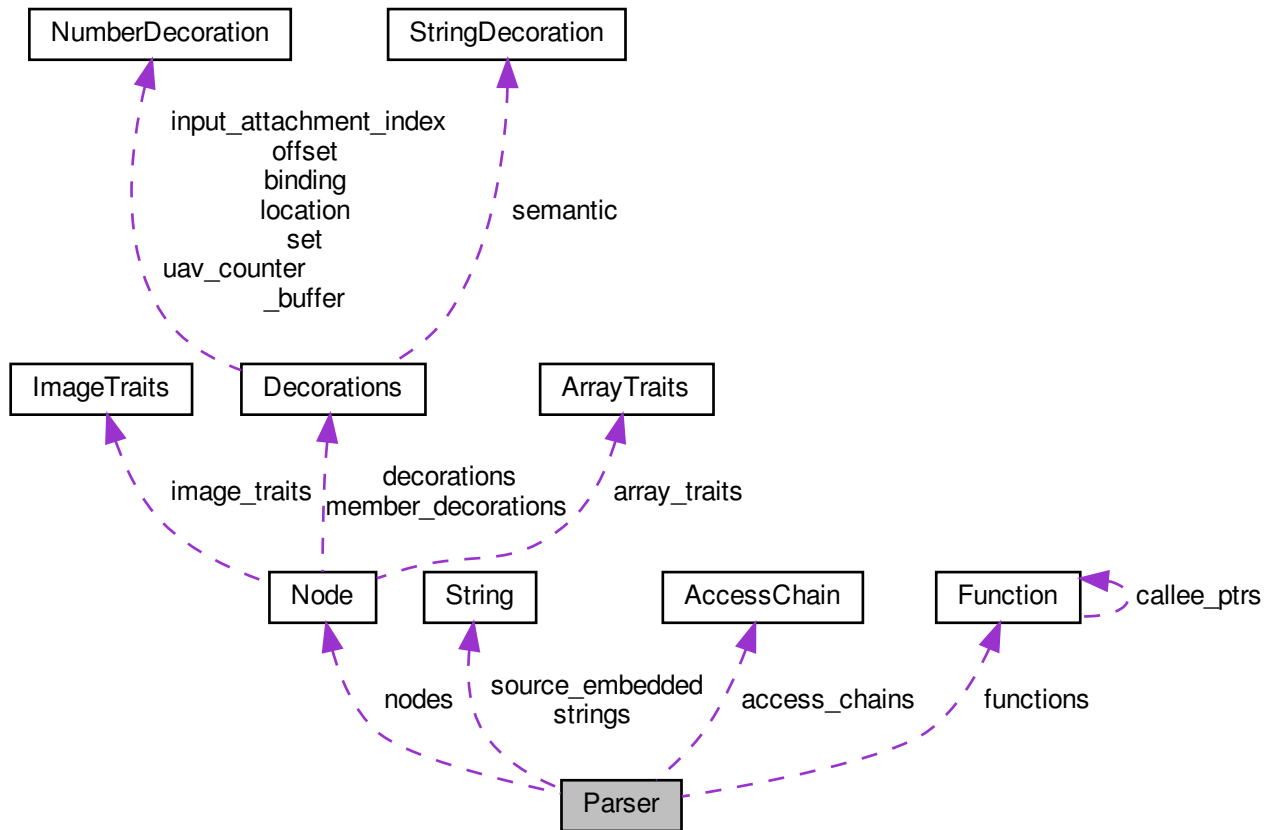 NumberDecoration
StringDecoration
input_attachment_index
offset
binding
location
set
uav_counter
_buffer
semantic
ImageTraits
Decorations
ArrayTraits
image_traits
decorations
member_decorations
array_traits
Node
String
AccessChain
Function
callee_ptrs
nodes
source_embedded
strings
access_chains
functions
Parser